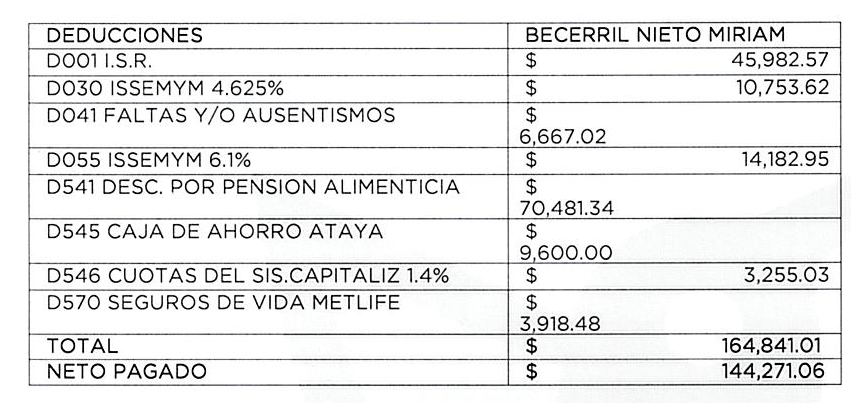 DEDUCCIONES BECERRIL NIETO MIRIAM
D001 I.S.R. $ 45,982.57
D030 ISSEMYM 4.625% $ 10,753.62
D041 FALTAS Y/O AUSENTISMOS $
6,667.02
D055 ISSEMYM 6.1% $ 14,182.95
D541 DESC. POR PENSION ALIMENTICIA $
70,481.34
D545 CAJA DE AHORRO ATAYA $
9,600.00
D546 CUOTAS DEL SIS.CAPITALIZ 1.4% $ 3,255.03
D570 SEGUROS DE VIDA METLIFE $
3,918.48
TOTAL $ 164,841.01
NETO PAGADO $ 144,271.06